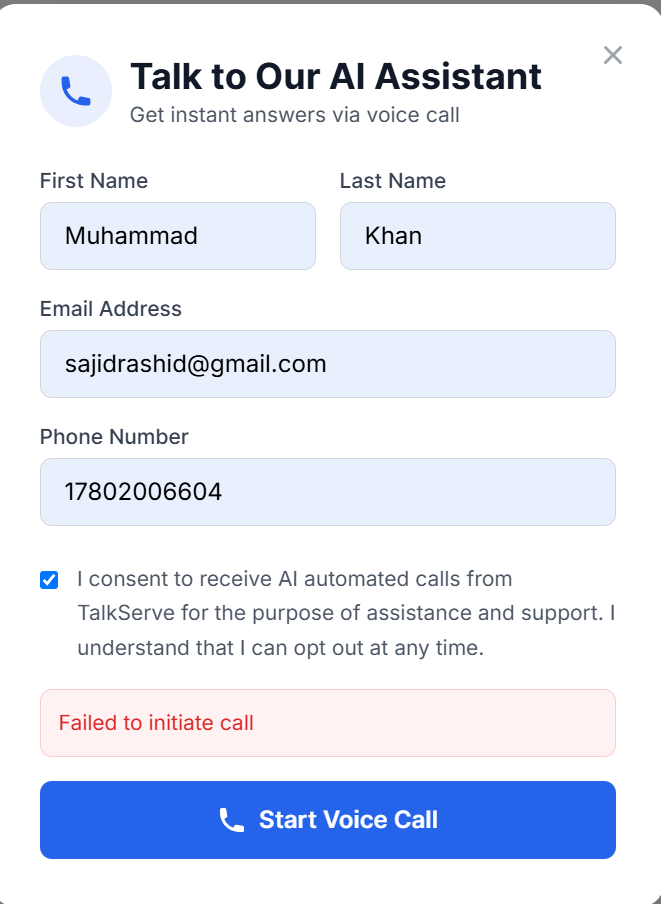 Talk to Our AI Assistant
Get instant answers via voice call
First Name
Last Name
Muhammad
Khan
Email Address
sajidrashid@gmail.com
Phone Number
17802006604
I consent to receive AI automated calls from
TalkServe for the purpose of assistance and support. I
understand that I can opt out at any time.
Failed to initiate call
Start Voice Call